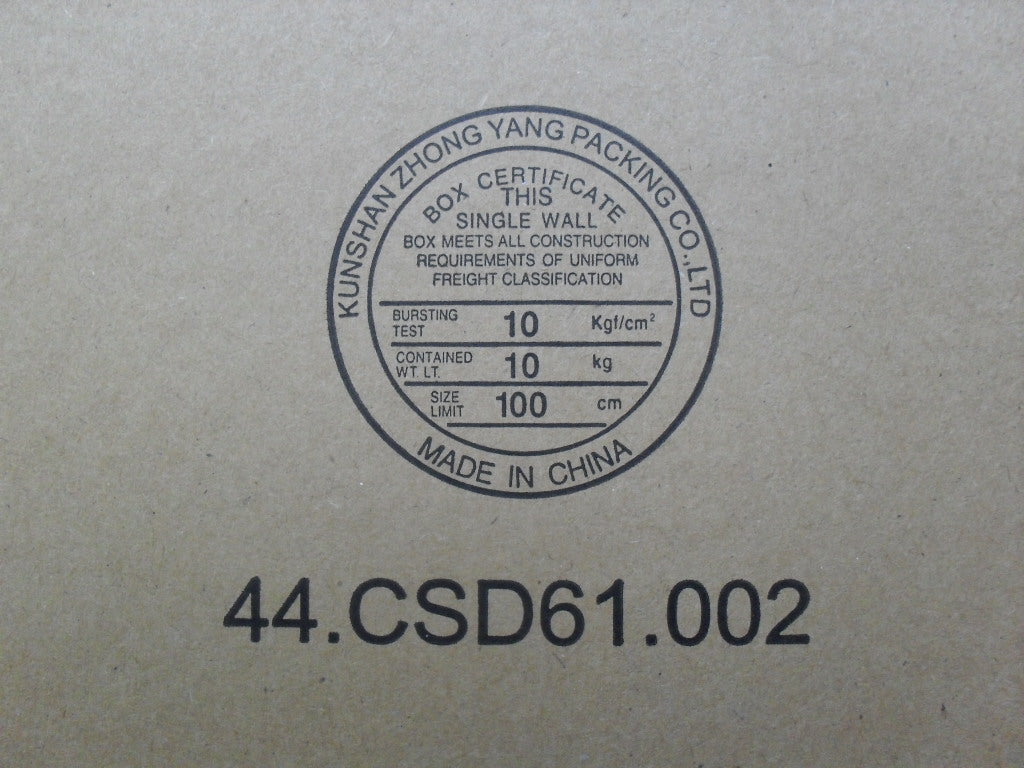 KUNSHAN ZHONG YANG PACKING CO.,LTD
BOX CERTIFICATE
THIS
SINGLE WALL
BOX MEETS ALL CONSTRUCTION
REQUIREMENTS OF UNIFORM
FREIGHT CLASSIFICATION
BURSTING TEST 10 Kgf/cm²
CONTAINED WT. LT. 10 kg
SIZE LIMIT 100 cm
MADE IN CHINA
44.CSD61.002